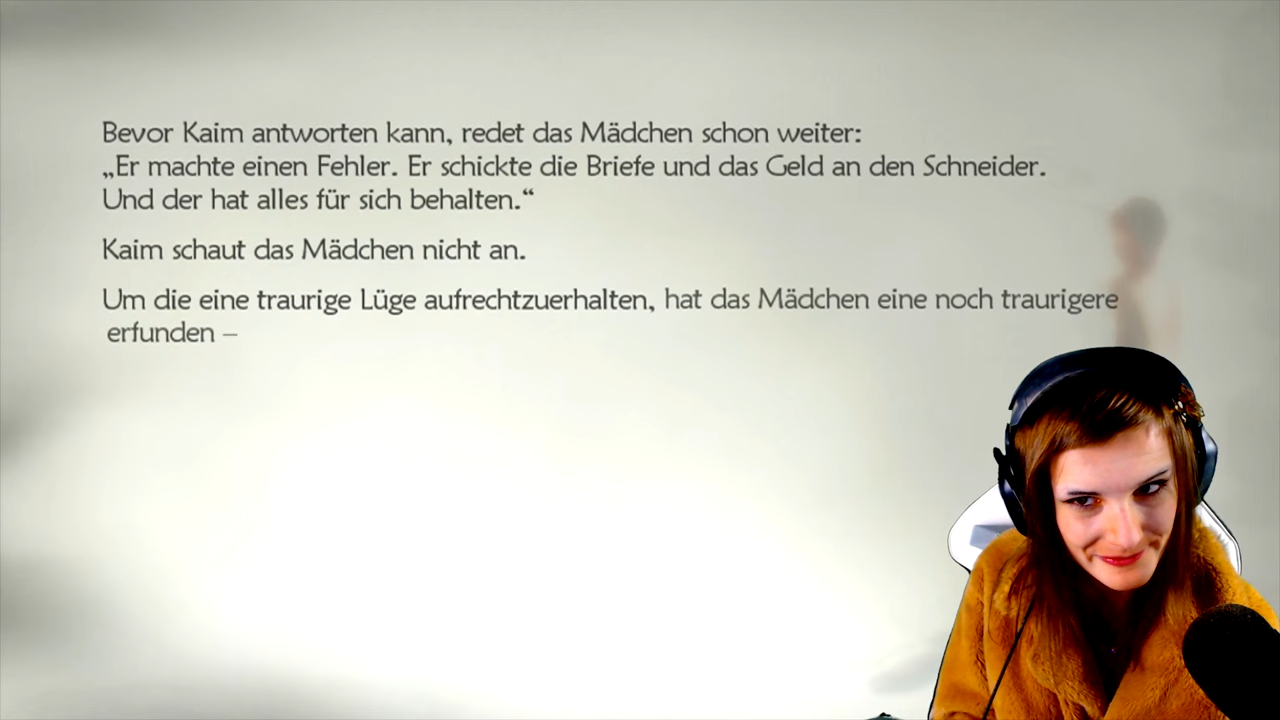 Bevor Kaim antworten kann, redet das Mädchen schon weiter:
„Er machte einen Fehler. Er schickte die Briefe und das Geld an den Schneider.
Und der hat alles für sich behalten.“
Kaim schaut das Mädchen nicht an.
Um die eine traurige Lüge aufrechtzuerhalten, hat das Mädchen eine noch traurigere
erfunden –